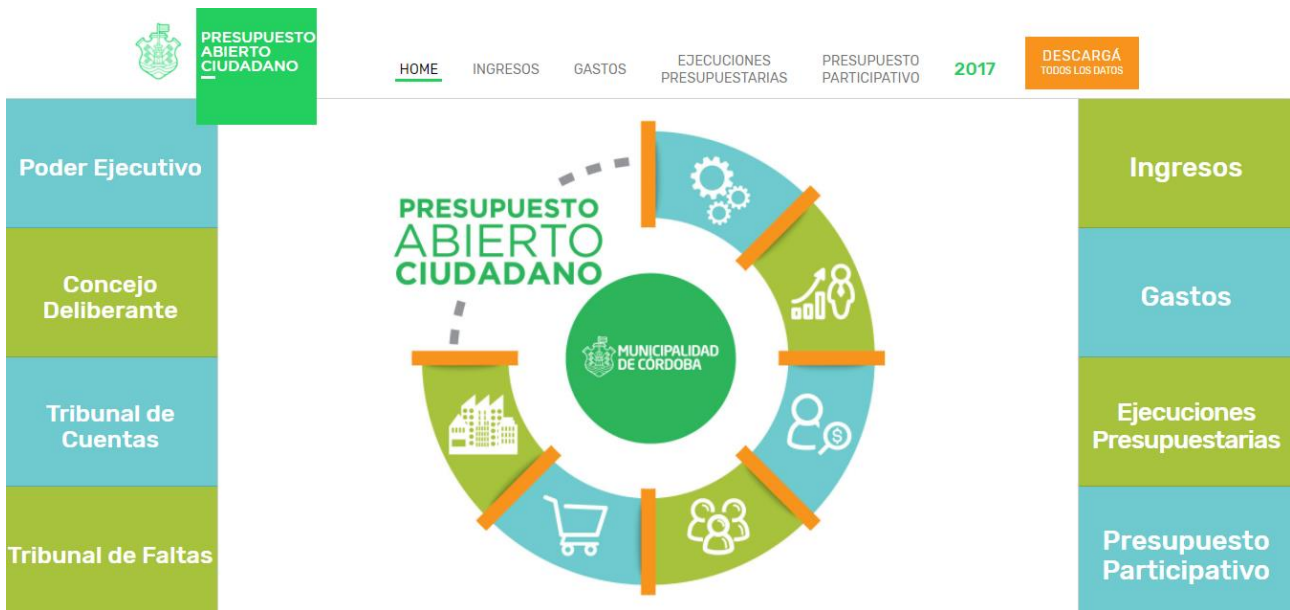 PRESUPUESTO
ABIERTO
CIUDADANO
HOME
INGRESOS
GASTOS
EJECUCIONES
PRESUPUESTARIAS
PRESUPUESTO
PARTICIPATIVO
2017
DESCARGÁ
TODOS LOS DATOS
Poder Ejecutivo
Concejo
Deliberante
Tribunal de
Cuentas
Tribunal de Faltas
PRESUPUESTO
ABIERTO
CIUDADANO
MUNICIPALIDAD
DE CÓRDOBA
$
Ingresos
Gastos
Ejecuciones
Presupuestarias
Presupuesto
Participativo